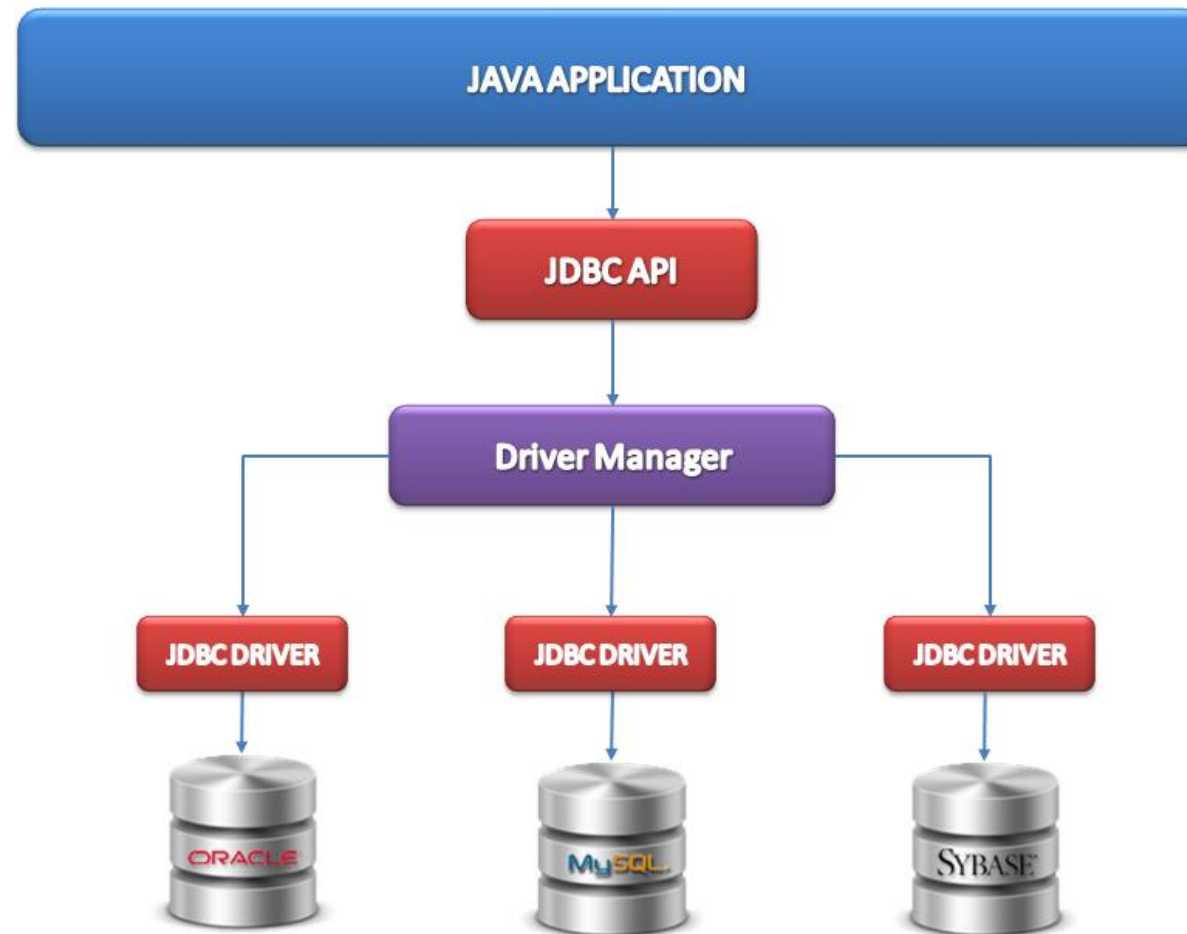 JAVA APPLICATION
JDBC API
Driver Manager
JDBC DRIVER
JDBC DRIVER
JDBC DRIVER
ORACLE
MySQL
SYBASE